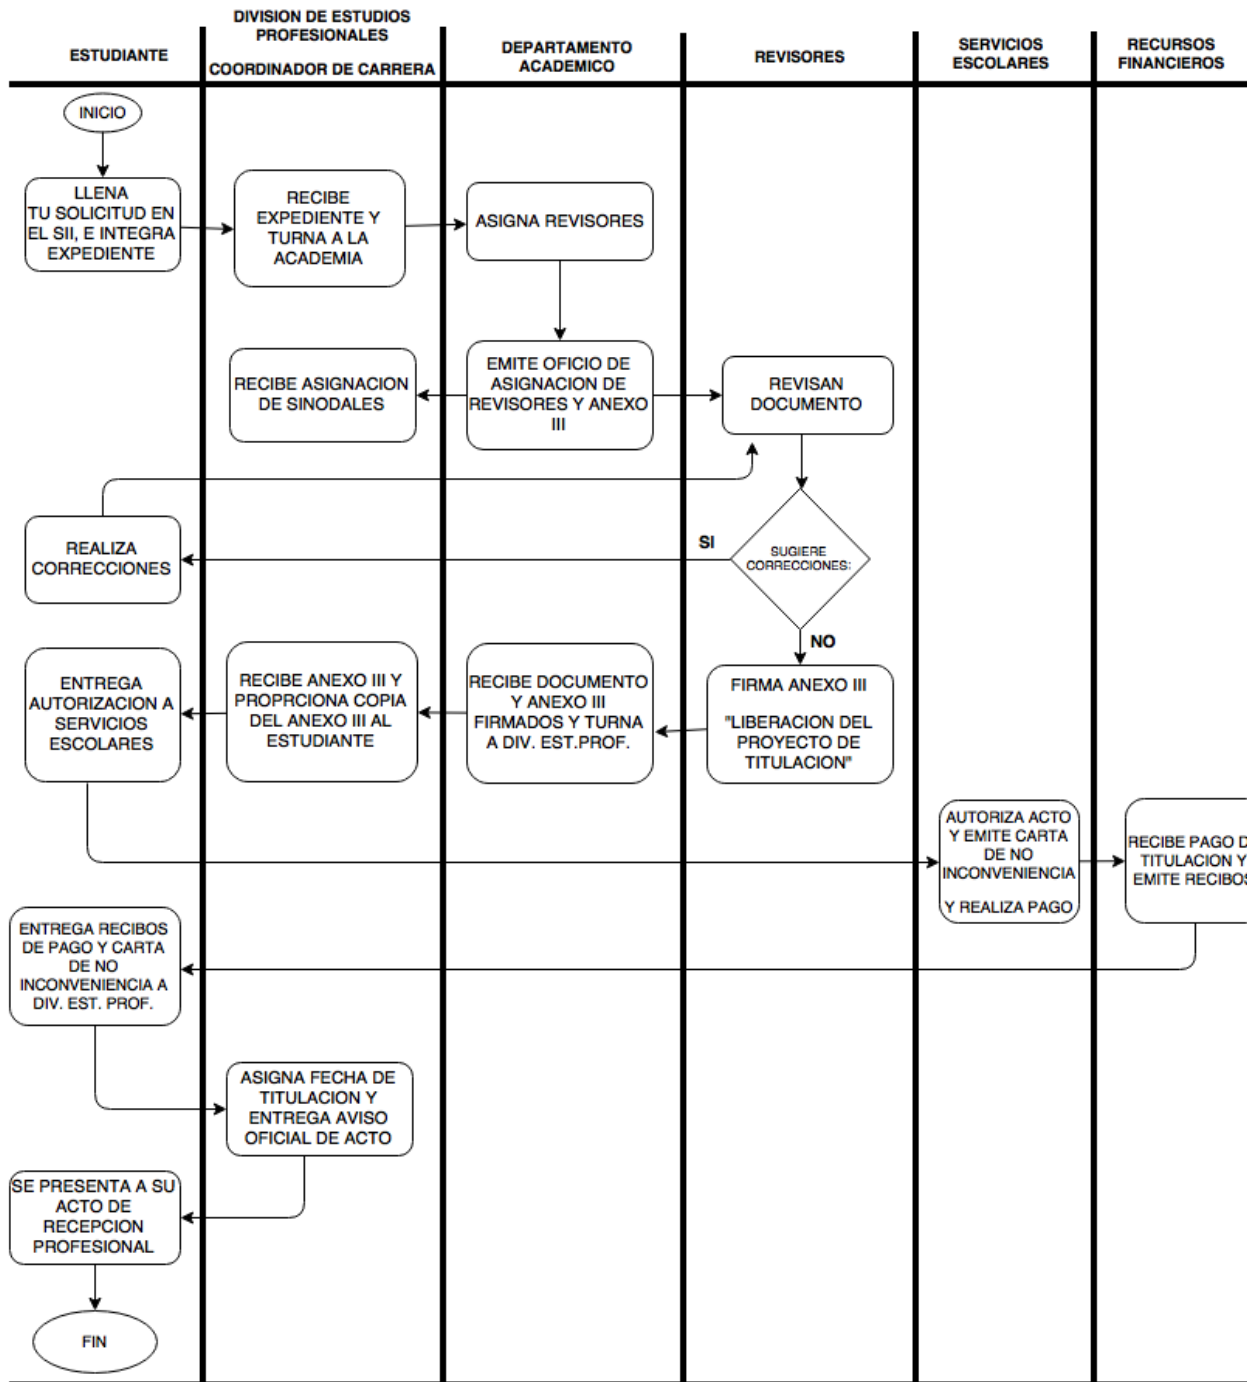 ESTUDIANTE
DIVISION DE ESTUDIOS
PROFESIONALES
COORDINADOR DE CARRERA
DEPARTAMENTO
ACADEMICO
REVISORES
SERVICIOS
ESCOLARES
RECURSOS
FINANCIEROS
INICIO
LLENA
TU SOLICITUD EN
EL SII, E INTEGRA
EXPEDIENTE
RECIBE
EXPEDIENTE Y
TURNA A LA
ACADEMIA
ASIGNA REVISORES
RECIBE ASIGNACION
DE SINODALES
EMITE OFICIO DE
ASIGNACION DE
REVISORES Y ANEXO
III
REVISAN
DOCUMENTO
REALIZA
CORRECCIONES
SI
SUGIERE
CORRECCIONES:
NO
ENTREGA
AUTORIZACION A
SERVICIOS
ESCOLARES
RECIBE ANEXO III Y
PROPRCIONA COPIA
DEL ANEXO III AL
ESTUDIANTE
RECIBE DOCUMENTO
Y ANEXO III
FIRMADOS Y TURNA
A DIV. EST.PROF.
FIRMA ANEXO III
"LIBERACION DEL
PROYECTO DE
TITULACION"
AUTORIZA ACTO
Y EMITE CARTA
DE NO
INCONVENIENCIA
Y REALIZA PAGO
RECIBE PAGO D
TITULACION Y
EMITE RECIBOS
ENTREGA RECIBOS
DE PAGO Y CARTA
DE NO
INCONVENIENCIA A
DIV. EST. PROF.
ASIGNA FECHA DE
TITULACION Y
ENTREGA AVISO
OFICIAL DE ACTO
SE PRESENTA A SU
ACTO DE
RECEPCION
PROFESIONAL
FIN